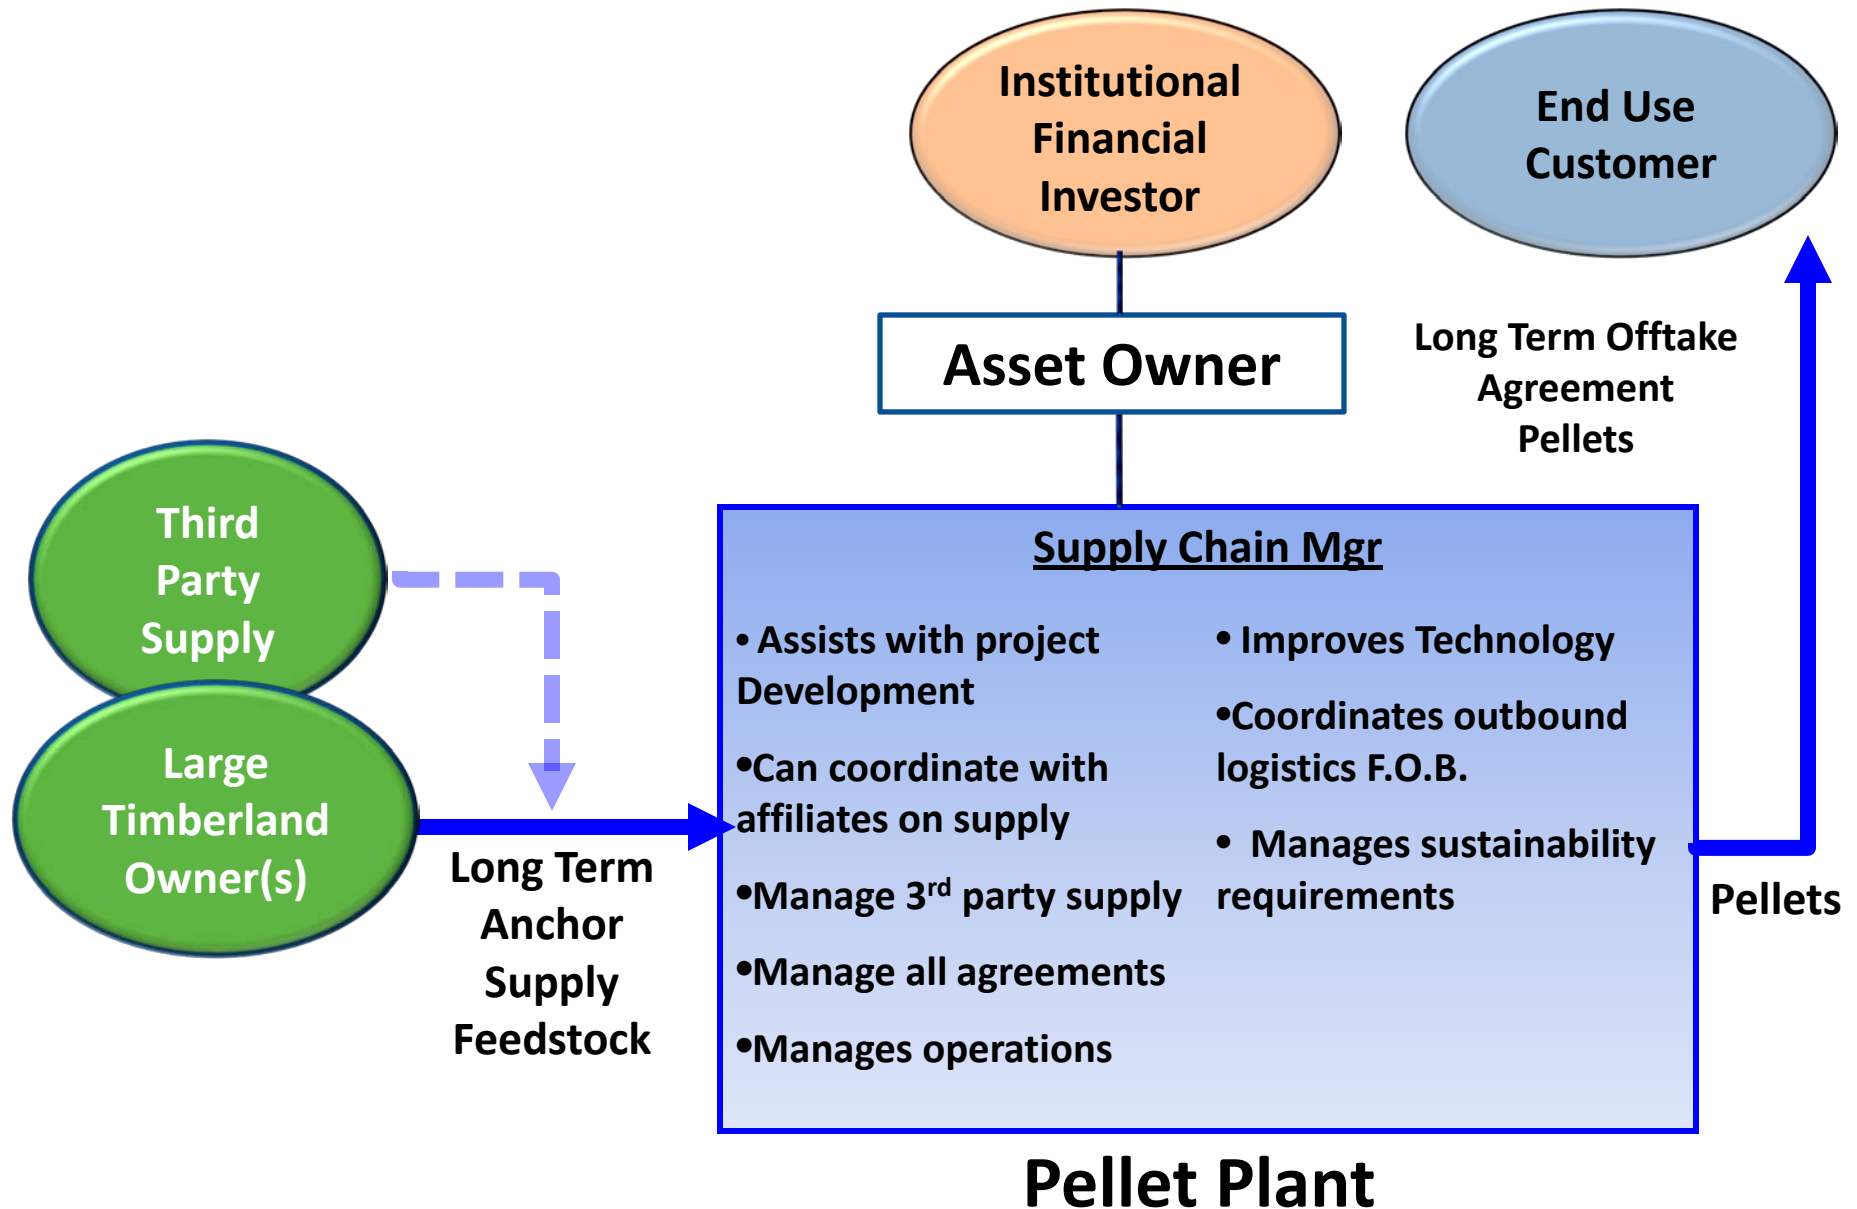 Institutional
Financial
Investor
End Use
Customer
Asset Owner
Long Term Offtake
Agreement
Pellets
Third
Party
Supply
Large
Timberland
Owner(s)
Long Term
Anchor
Supply
Feedstock
Supply Chain Mgr
• Assists with project
Development
•Can coordinate with
affiliates on supply
•Manage 3rd party supply
•Manage all agreements
•Manages operations
• Improves Technology
•Coordinates outbound
logistics F.O.B.
• Manages sustainability
requirements
Pellets
Pellet Plant